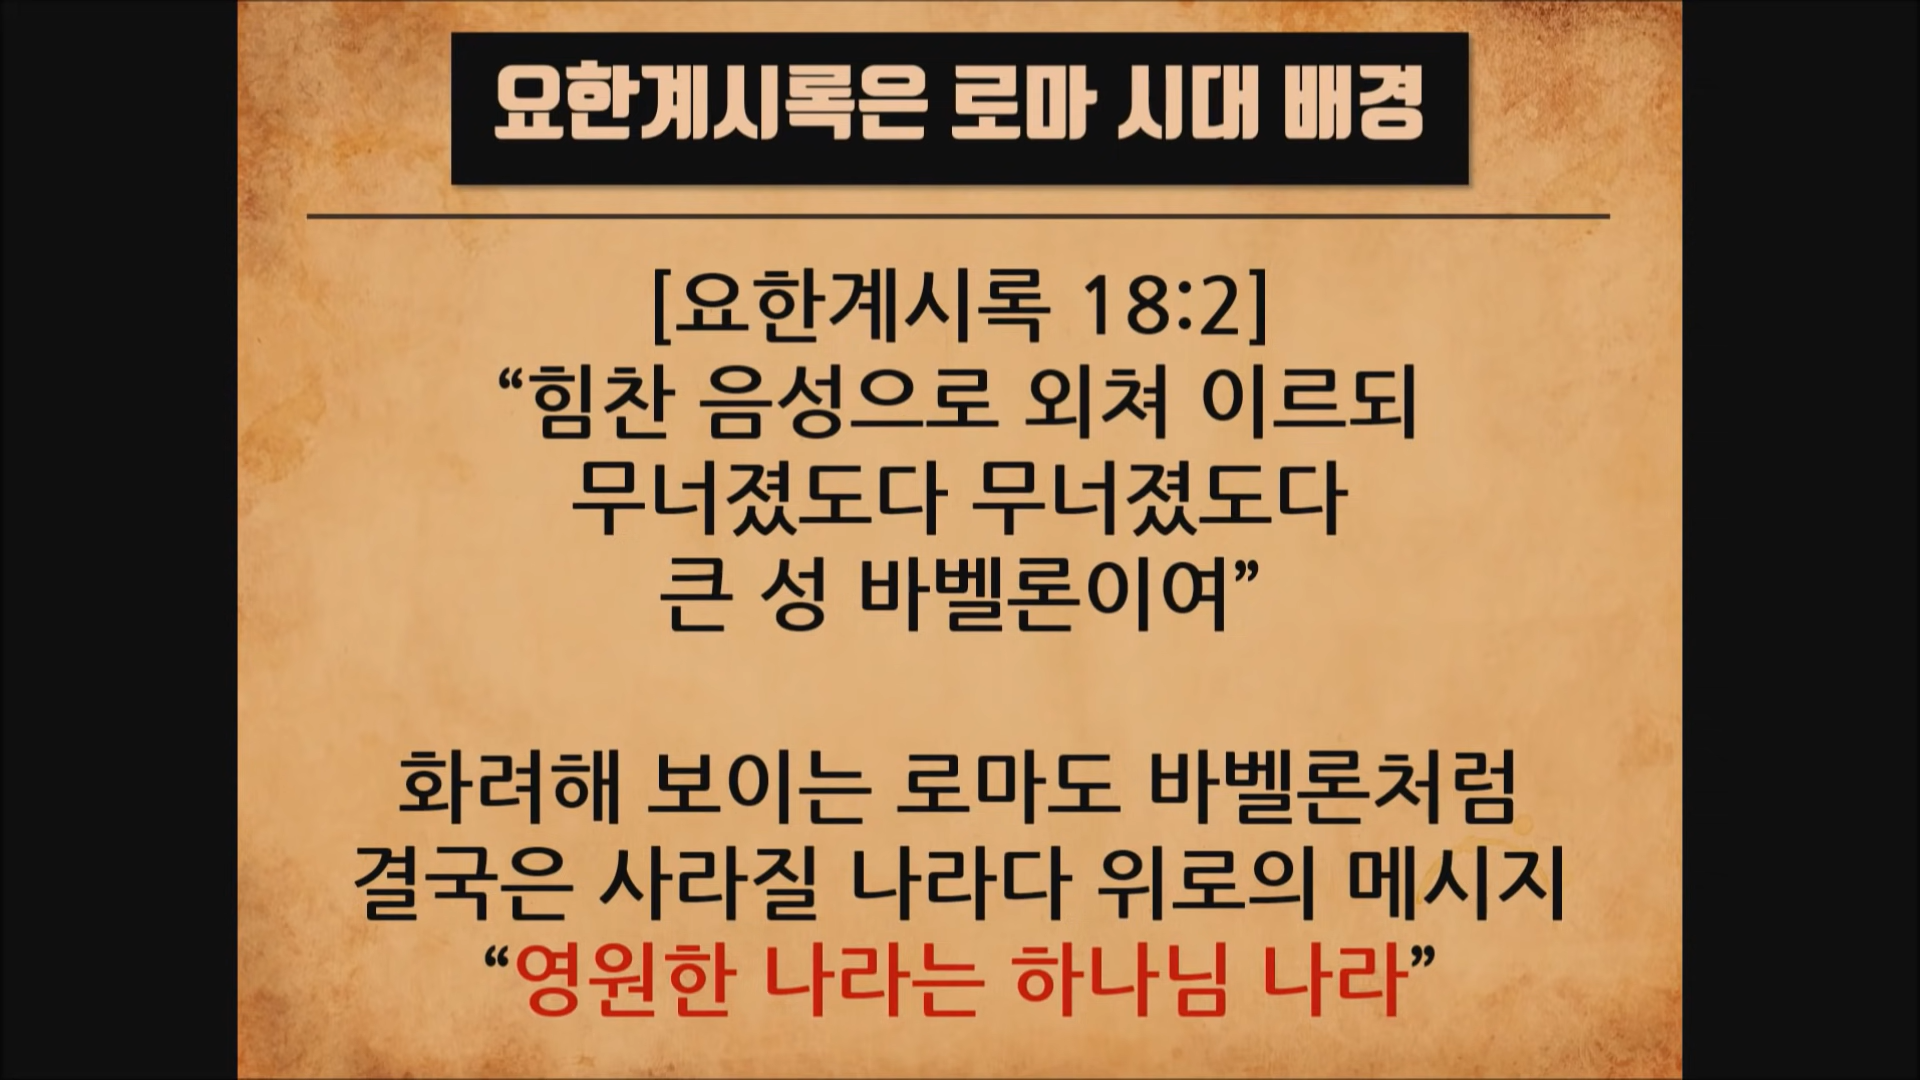 요한계시록은 로마 시대 배경
[요한계시록 18:2]
“힘찬 음성으로 외쳐 이르되
무너졌도다 무너졌도다
큰 성 바벨론이여”
화려해 보이는 로마도 바벨론처럼
결국은 사라질 나라다 위로의 메시지
“영원한 나라는 하나님 나라”